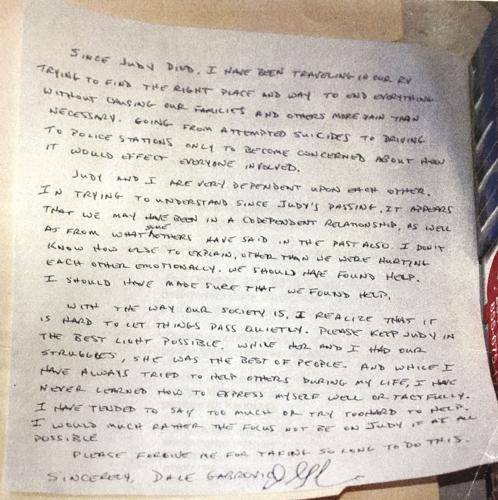 SINCE JUDY DIED, I HAVE BEEN TRAVELING IN OUR RV
TRYING TO FIND THE RIGHT PLACE AND WAY TO END EVERYTHING
WITHOUT CAUSING OUR FAMILIES AND OTHERS MORE PAIN THAN
NECESSARY. GOING FROM ATTEMPTED SUICIDES TO DRIVING
TO POLICE STATIONS ONLY TO BECOME CONCERNED ABOUT HOW
IT WOULD EFFECT EVERYONE INVOLVED.
JUDY AND I ARE VERY DEPENDENT UPON EACH OTHER.
IN TRYING TO UNDERSTAND SINCE JUDY'S PASSING, IT APPEARS
THAT WE MAY HAVE BEEN IN A CODEPENDENT RELATIONSHIP, AS WELL
AS FROM WHAT SOME OTHERS HAVE SAID IN THE PAST ALSO. I DON'T
KNOW HOW ELSE TO EXPLAIN, OTHER THAN WE WERE HURTING
EACH OTHER EMOTIONALLY. WE SHOULD HAVE FOUND HELP.
I SHOULD HAVE MADE SURE THAT WE FOUND HELP.
WITH THE WAY OUR SOCIETY IS, I REALIZE THAT IT
IS HARD TO LET THINGS PASS QUIETLY. PLEASE KEEP JUDY IN
THE BEST LIGHT POSSIBLE, WHILE HER AND I HAD OUR
STRUGGLES, SHE WAS THE BEST OF PEOPLE. AND WHILE I
HAVE ALWAYS TRIED TO HELP OTHERS DURING MY LIFE, I HAVE
NEVER LEARNED HOW TO EXPRESS MYSELF WELL OR TACTFULLY.
I HAVE TENDED TO SAY TOO MUCH OR TRY TOO HARD TO HELP.
I WOULD MUCH RATHER THE FOCUS NOT BE ON JUDY IF AT ALL
POSSIBLE
PLEASE FORGIVE ME FOR TAKING SO LONG TO DO THIS.
SINCERELY, DALE